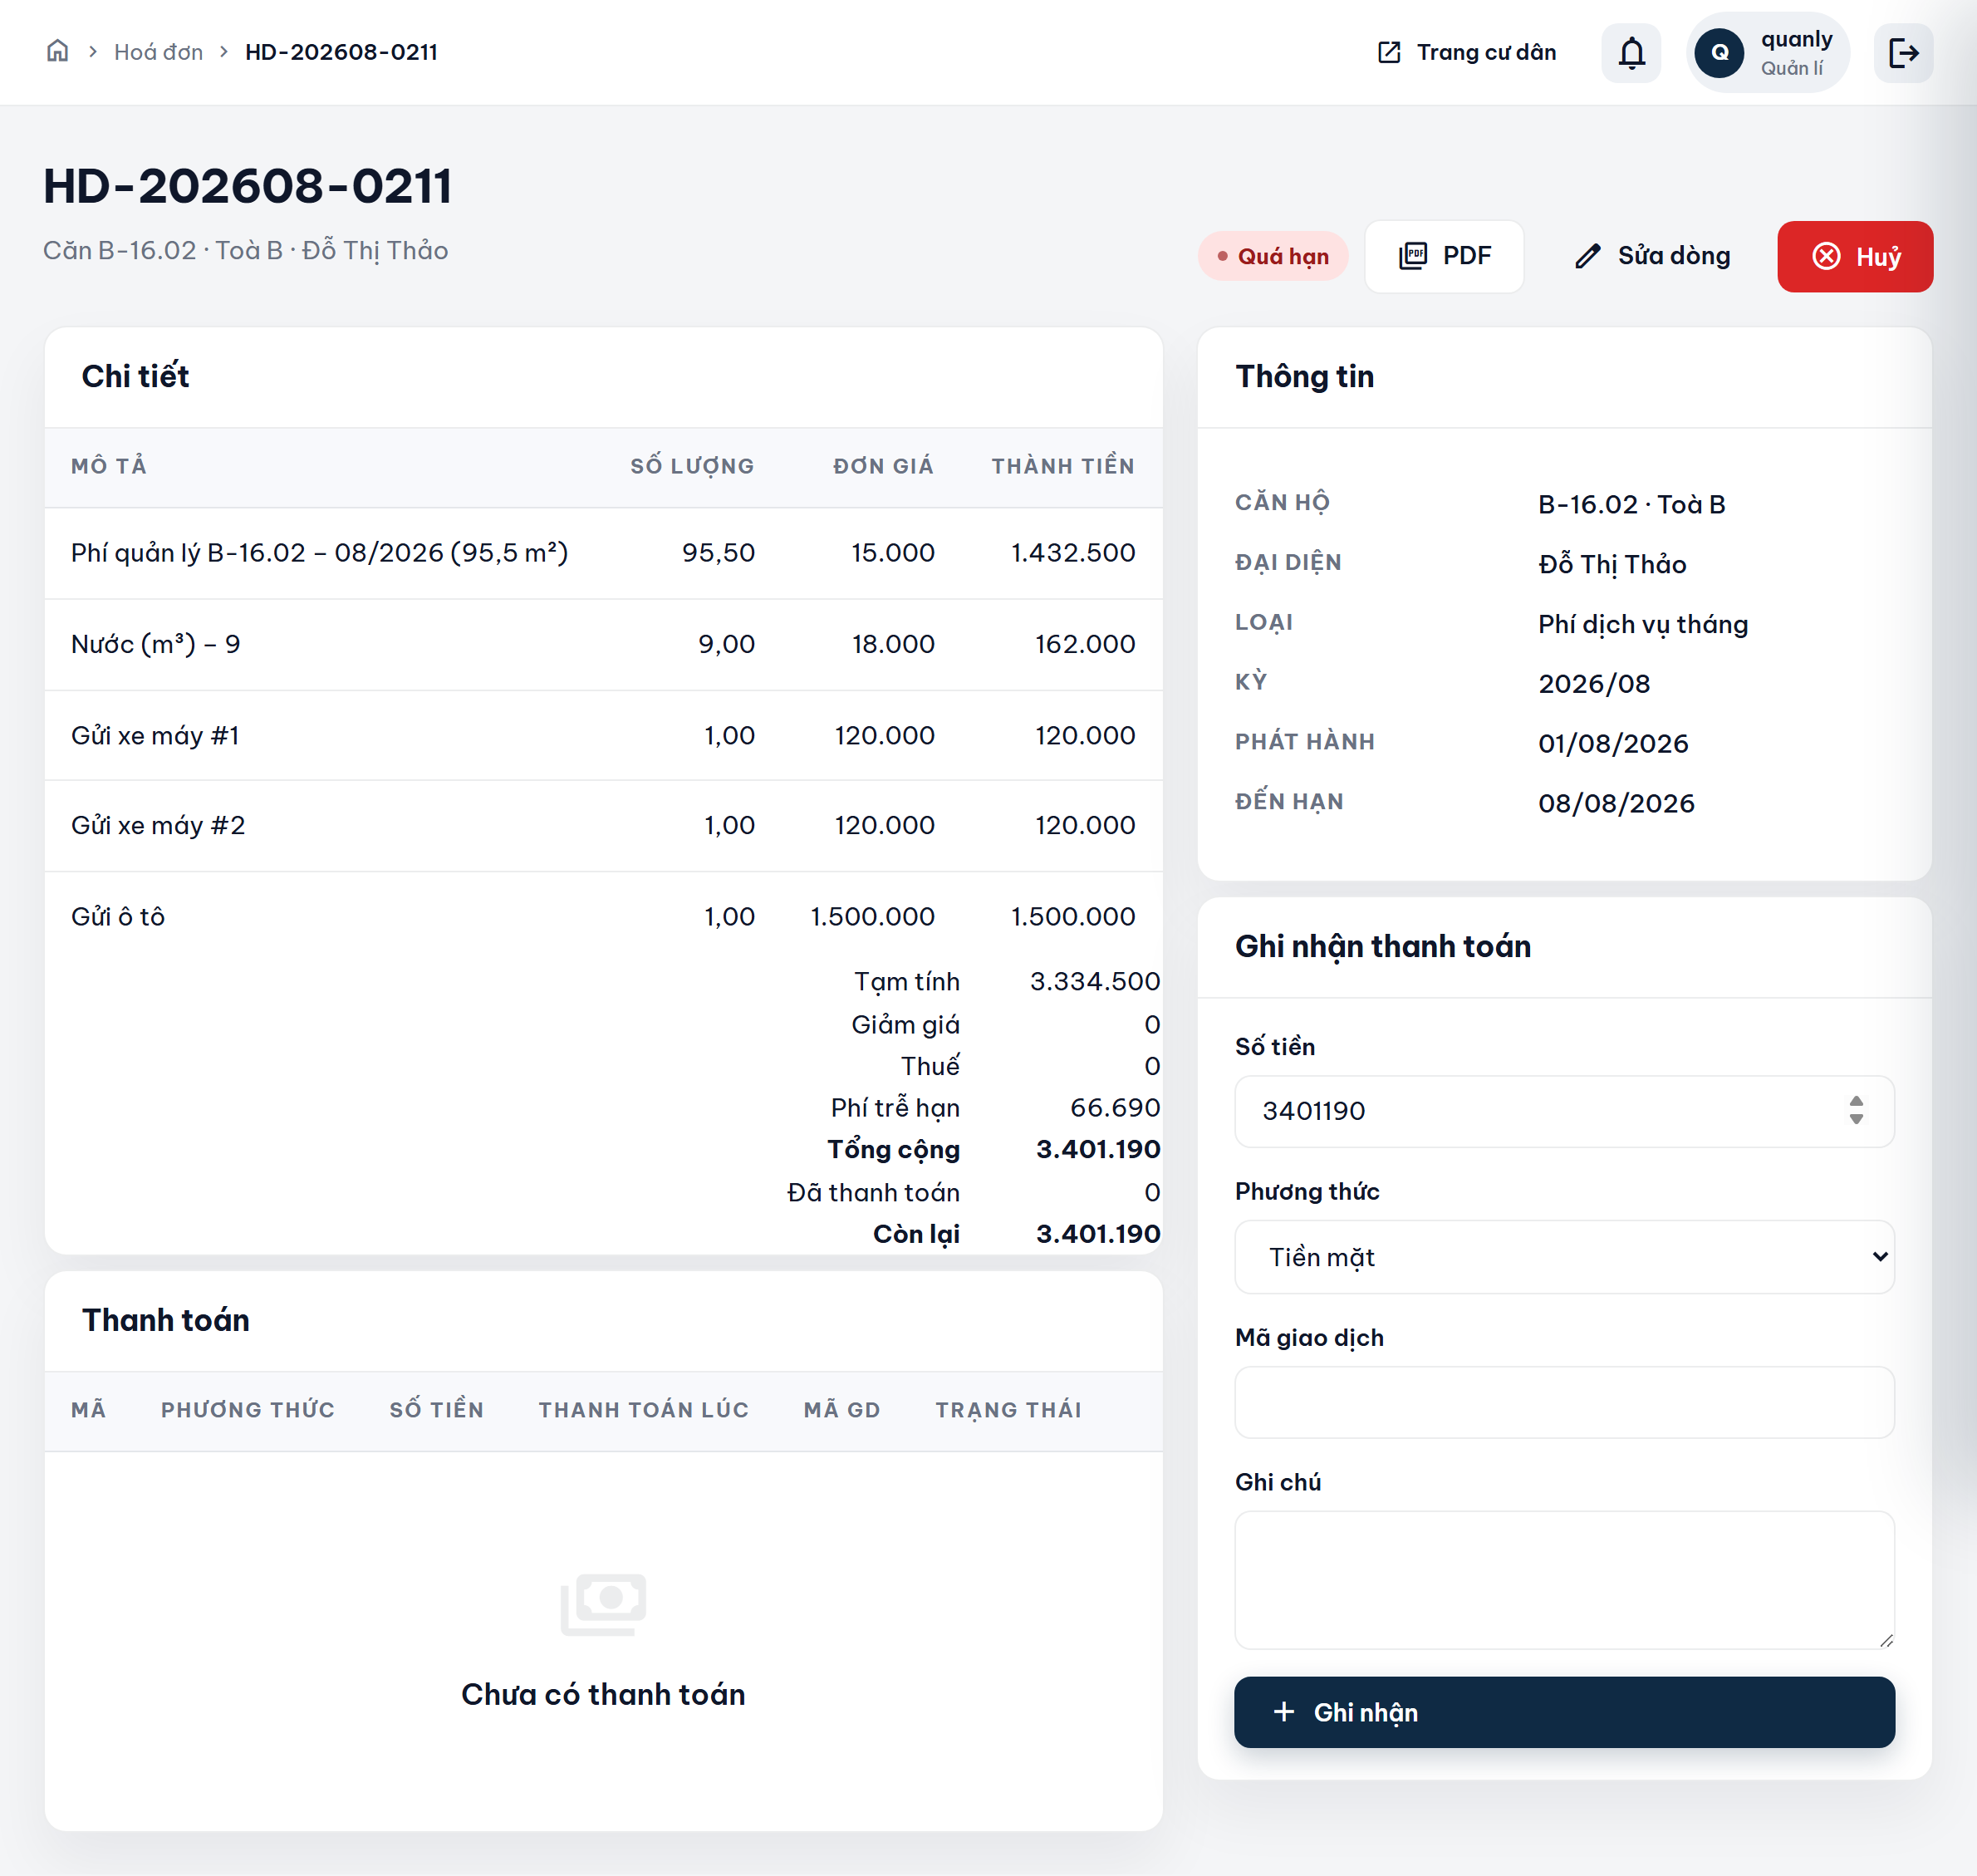 Hoá đơn
HD-202608-0211
Trang cư dân
Q
quanly
Quản lí
HD-202608-0211
Căn B-16.02 · Toà B · Đỗ Thị Thảo
Quá hạn
PDF
PDF
Sửa dòng
Huỷ
Chi tiết
MÔ TẢ SỐ LƯỢNG ĐƠN GIÁ THÀNH TIỀN
Phí quản lý B-16.02 – 08/2026 (95,5 m²) 95,50 15.000 1.432.500
Nước (m³) – 9 9,00 18.000 162.000
Gửi xe máy #1 1,00 120.000 120.000
Gửi xe máy #2 1,00 120.000 120.000
Gửi ô tô 1,00 1.500.000 1.500.000
Tạm tính 3.334.500
Giảm giá 0
Thuế 0
Phí trễ hạn 66.690
Tổng cộng 3.401.190
Đã thanh toán 0
Còn lại 3.401.190
Thanh toán
MÃ PHƯƠNG THỨC SỐ TIỀN THANH TOÁN LÚC MÃ GD TRẠNG THÁI
Chưa có thanh toán
Thông tin
CĂN HỘ B-16.02 · Toà B
ĐẠI DIỆN Đỗ Thị Thảo
LOẠI Phí dịch vụ tháng
KỲ 2026/08
PHÁT HÀNH 01/08/2026
ĐẾN HẠN 08/08/2026
Ghi nhận thanh toán
Số tiền
3401190
Phương thức
Tiền mặt
Mã giao dịch
Ghi chú
Ghi nhận